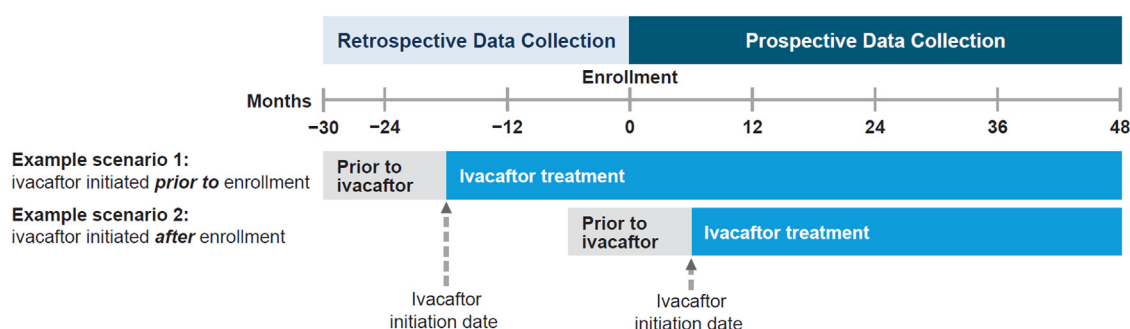 Retrospective Data Collection
Prospective Data Collection
Enrollment
Months
−30 −24 −12 0 12 24 36 48
Example scenario 1:
ivacaftor initiated prior to enrollment
Prior to
ivacaftor
Ivacaftor treatment
Example scenario 2:
ivacaftor initiated after enrollment
Prior to
ivacaftor
Ivacaftor treatment
Ivacaftor
initiation date
Ivacaftor
initiation date